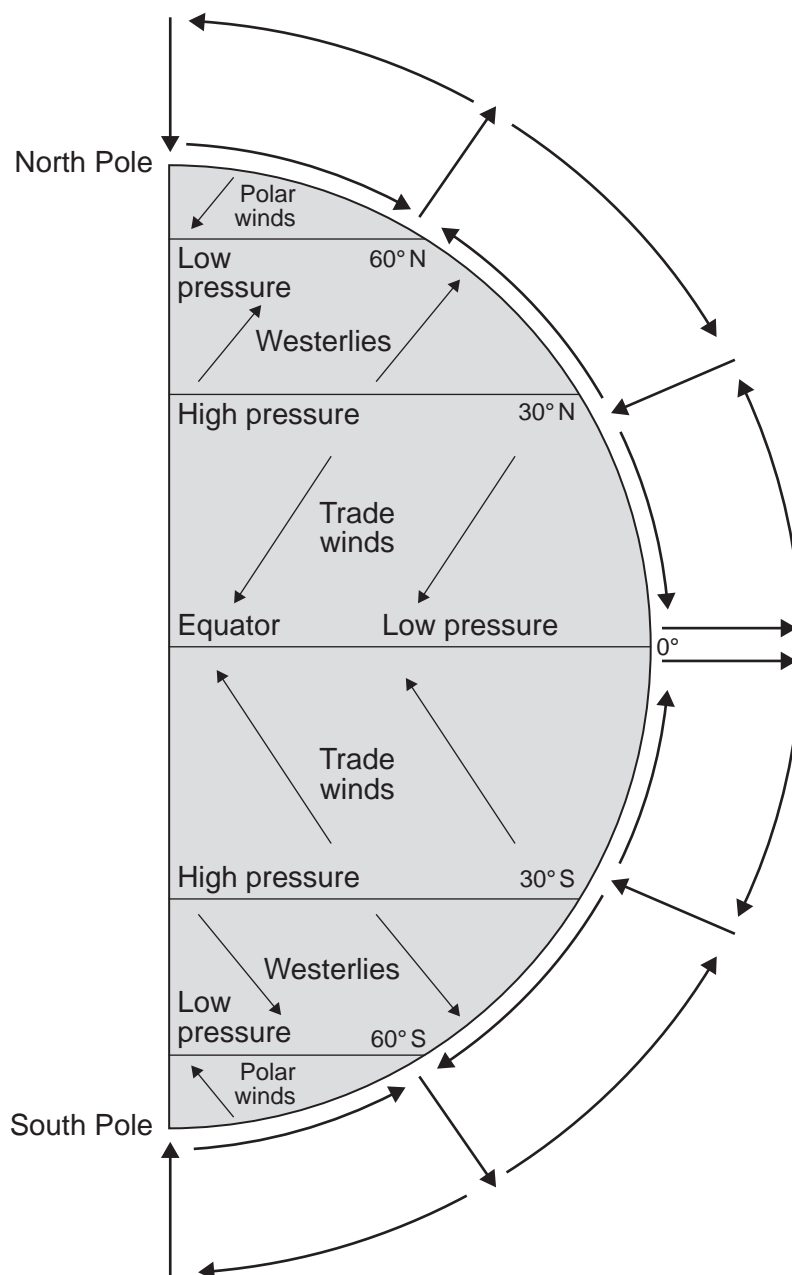 North Pole
Polar
winds
Low
pressure
60° N
Westerlies
High pressure
30° N
Trade
winds
Equator
Low pressure
0°
Trade
winds
High pressure
30° S
Westerlies
Low
pressure
60° S
Polar
winds
South Pole